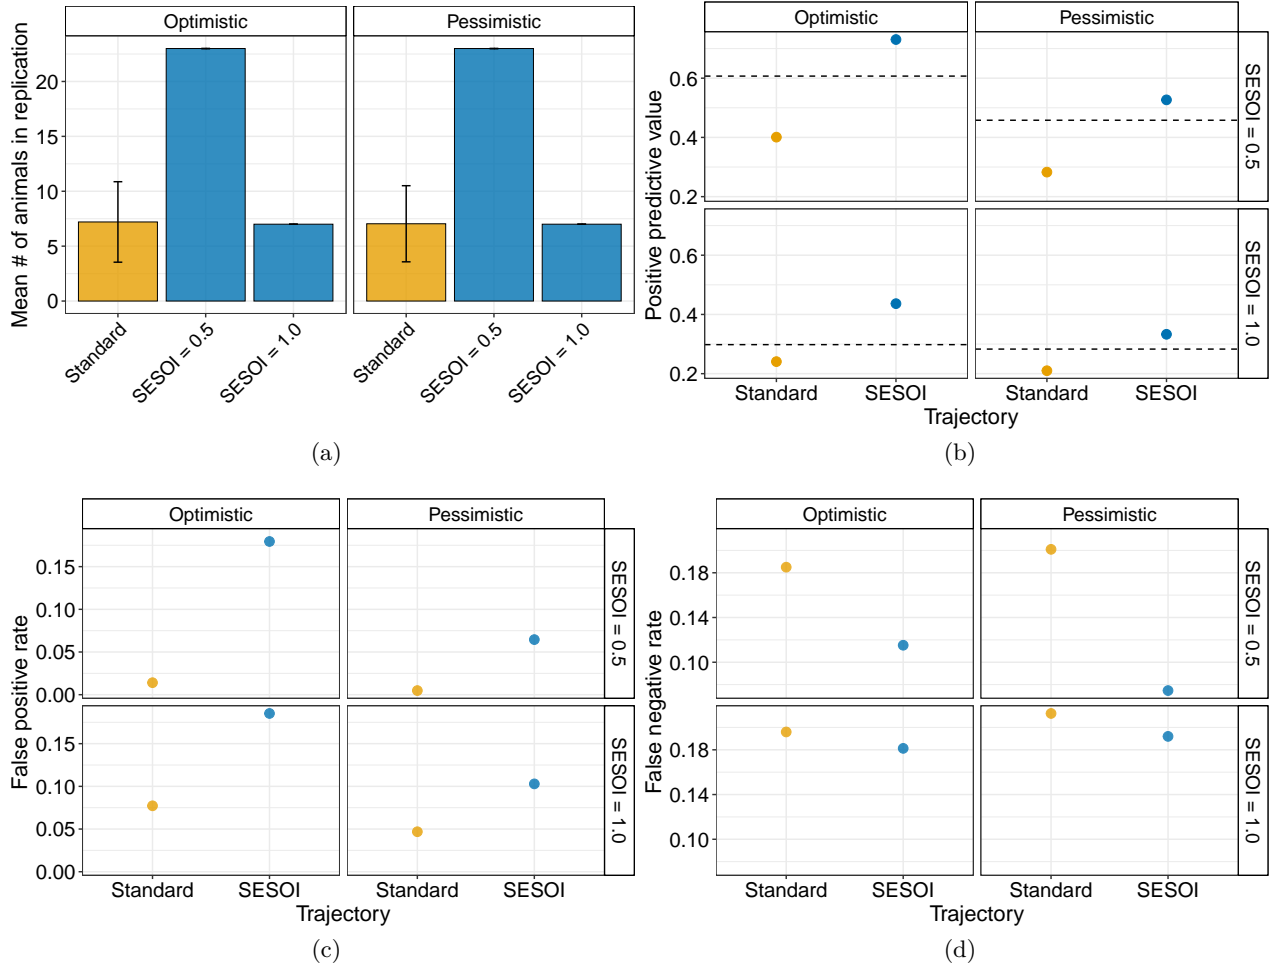 Optimistic
Pessimistic
Mean # of animals in replication
20
15
10
5
0
Standard
SESOI = 0.5
SESOI = 1.0
Standard
SESOI = 0.5
SESOI = 1.0
(a)
Optimistic
Pessimistic
Positive predictive value
0.6
0.4
0.2
SESOI = 0.5
0.6
0.4
0.2
SESOI = 1.0
Standard
SESOI
Standard
SESOI
Trajectory
(b)
Optimistic
Pessimistic
False positive rate
0.15
0.10
0.05
0.00
SESOI = 0.5
0.15
0.10
0.05
0.00
SESOI = 1.0
Standard
SESOI
Standard
SESOI
Trajectory
(c)
Optimistic
Pessimistic
False negative rate
0.18
0.14
0.10
SESOI = 0.5
0.18
0.14
0.10
SESOI = 1.0
Standard
SESOI
Standard
SESOI
Trajectory
(d)